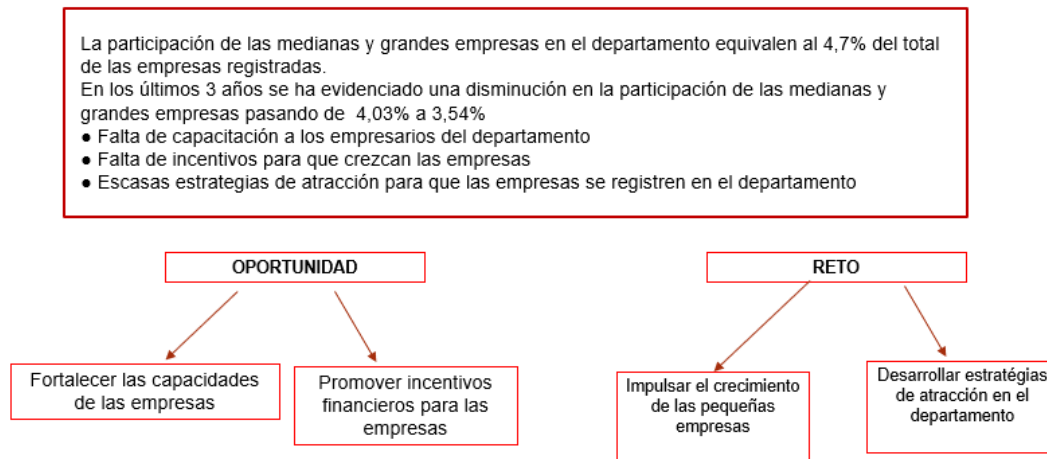 La participación de las medianas y grandes empresas en el departamento equivalen al 4,7% del total
de las empresas registradas.
En los últimos 3 años se ha evidenciado una disminución en la participación de las medianas y
grandes empresas pasando de 4,03% a 3,54%
● Falta de capacitación a los empresarios del departamento
● Falta de incentivos para que crezcan las empresas
● Escasas estrategias de atracción para que las empresas se registren en el departamento
OPORTUNIDAD
RETO
Fortalecer las capacidades
de las empresas
Promover incentivos
financieros para las
empresas
Impulsar el crecimiento
de las pequeñas
empresas
Desarrollar estratégias
de atracción en el
departamento